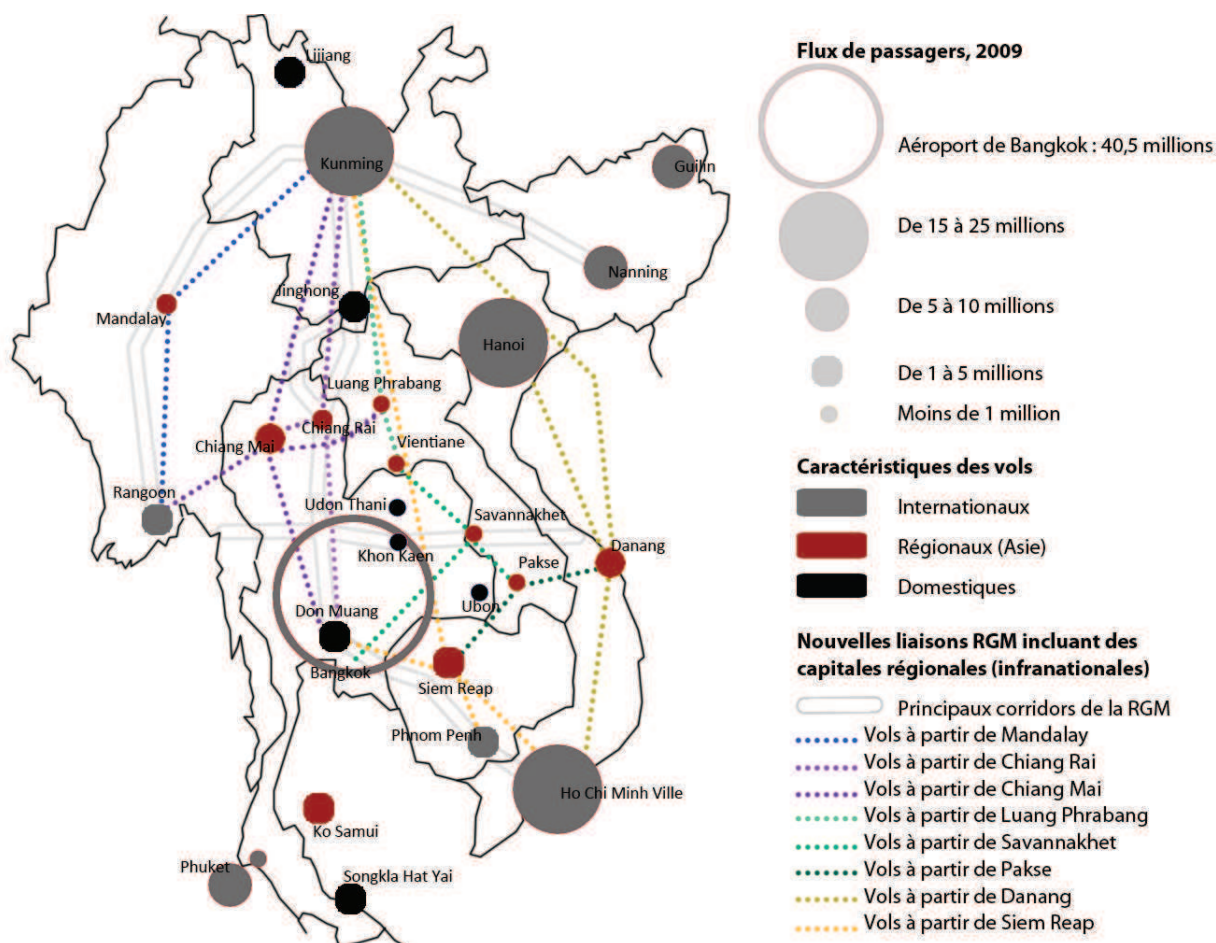 Lijiang
Kunming
Guilin
Nanning
Jinghong
Mandalay
Hanoi
Luang Phrabang
Chiang Rai
Chiang Mai
Vientiane
Rangoon
Udon Thani
Savannakhet
Khon Kaen
Danang
Pakse
Ubon
Don Muang
Bangkok
Siem Reap
Phnom Penh
Ho Chi Minh Ville
Ko Samui
Phuket
Songkla Hat Yai
Flux de passagers, 2009
Aéroport de Bangkok : 40,5 millions
De 15 à 25 millions
De 5 à 10 millions
De 1 à 5 millions
Moins de 1 million
Caractéristiques des vols
Internationaux
Régionaux (Asie)
Domestiques
Nouvelles liaisons RGM incluant des
capitales régionales (infranationales)
Principaux corridors de la RGM
Vols à partir de Mandalay
Vols à partir de Chiang Rai
Vols à partir de Chiang Mai
Vols à partir de Luang Phrabang
Vols à partir de Savannakhet
Vols à partir de Pakse
Vols à partir de Danang
Vols à partir de Siem Reap